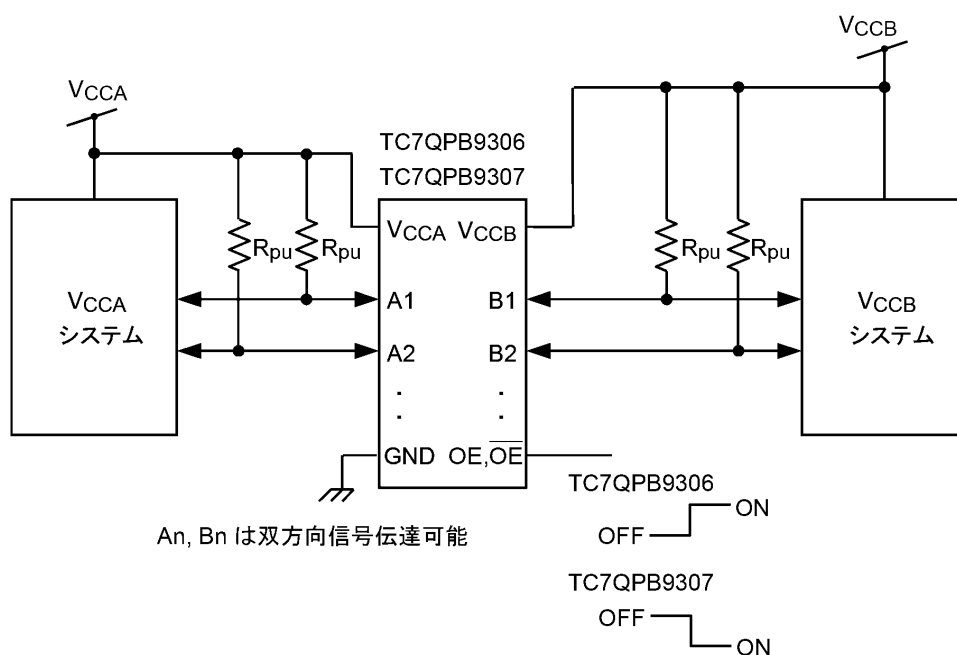 VCCB
VCCA
TC7QPB9306
TC7QPB9307
VCCA VCCB
Rpu Rpu Rpu Rpu
VCCA
システム
A1 B1
VCCB
システム
A2 B2
GND OE,OE
TC7QPB9306
OFF ON
An, Bn は双方向信号伝達可能
TC7QPB9307
OFF ON